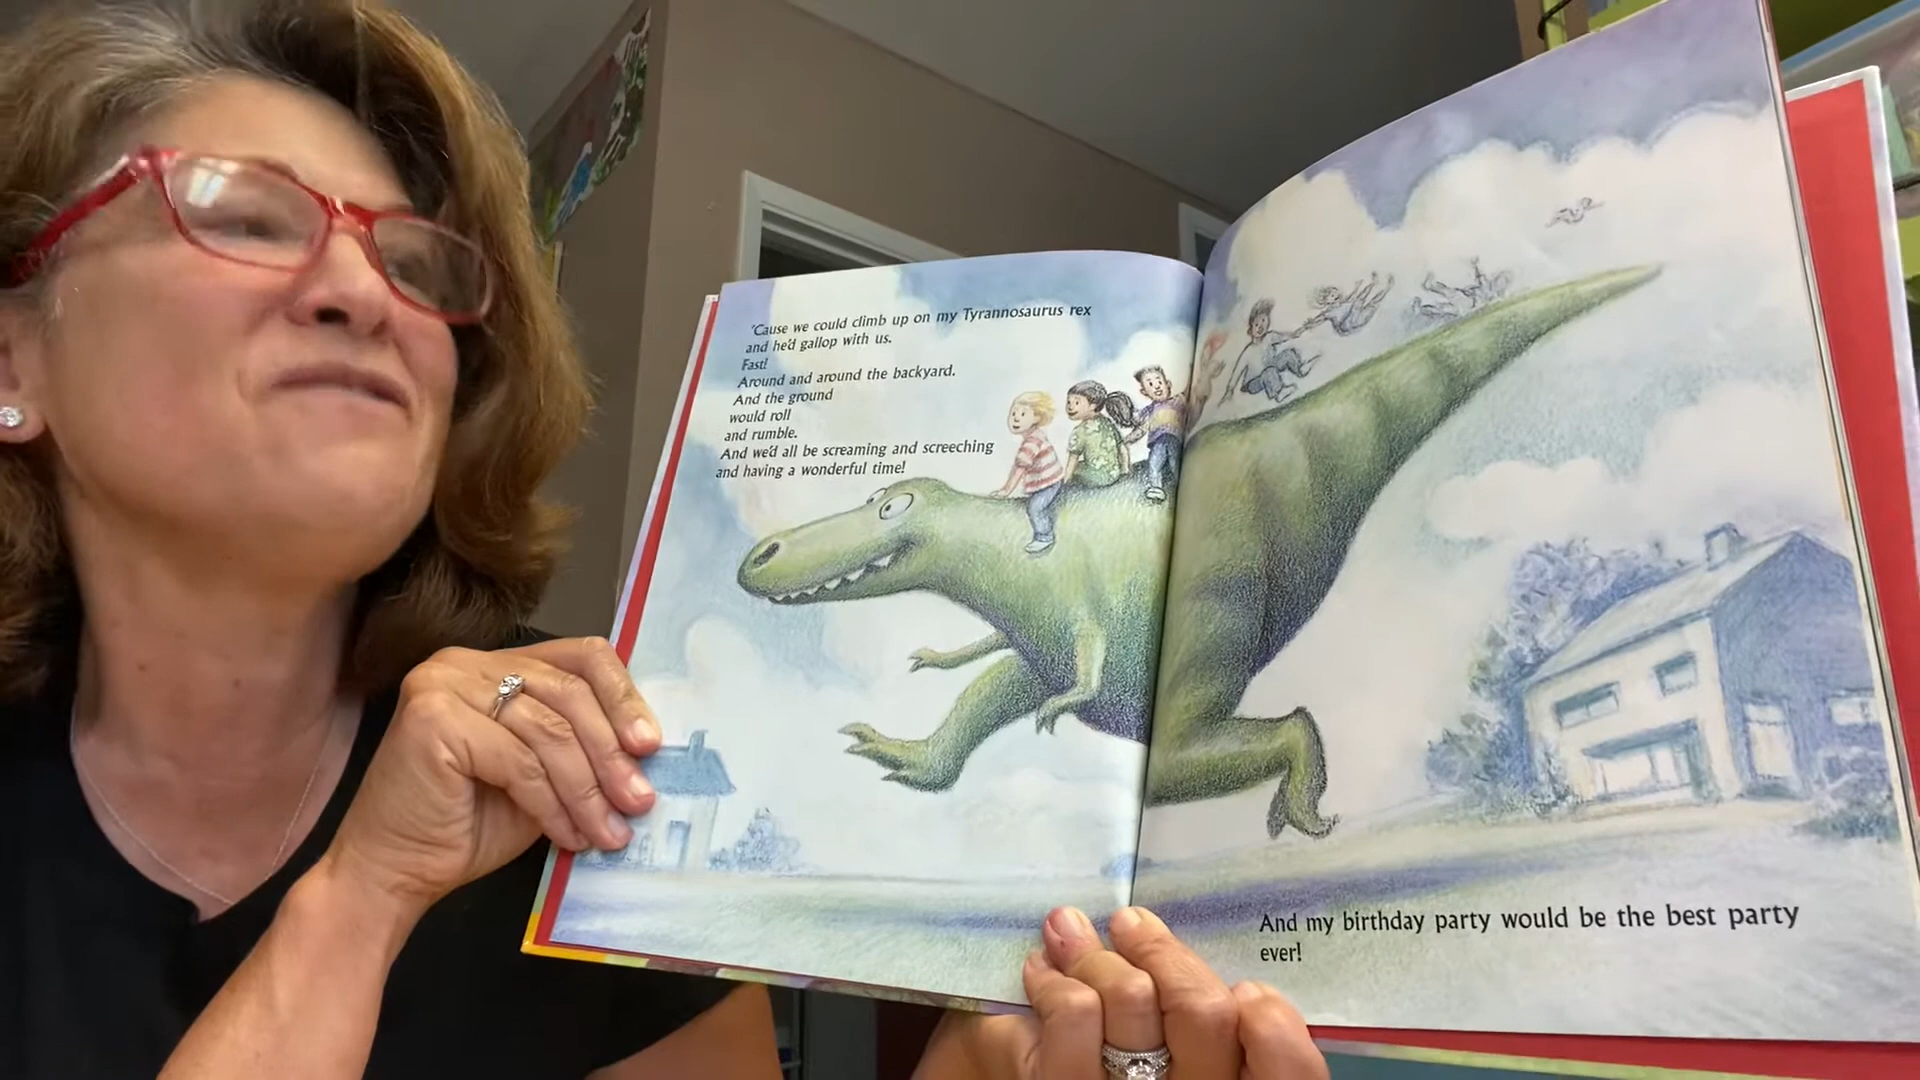 'Cause we could climb up on my Tyrannosaurus rex
and he'd gallop with us.
Fast!
Around and around the backyard.
And the ground
would roll
and rumble.
And we'd all be screaming and screeching
and having a wonderful time!
And my birthday party would be the best party
ever!